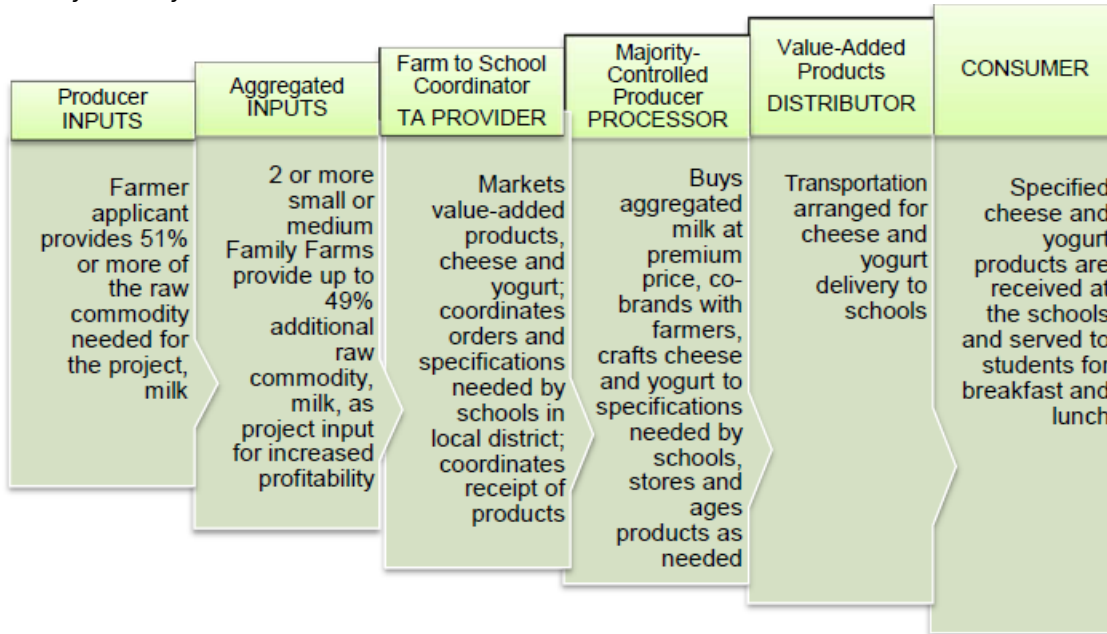 Producer
INPUTS
Farmer
applicant
provides 51%
or more of
the raw
commodity
needed for
the project,
milk
Aggregated
INPUTS
2 or more
small or
medium
Family Farms
provide up to
49%
additional
raw
commodity,
milk, as
project input
for increased
profitability
Farm to School
Coordinator
TA PROVIDER
Markets
value-added
products,
cheese and
yogurt;
coordinates
orders and
specifications
needed by
schools in
local district;
coordinates
receipt of
products
Majority-
Controlled
Producer
PROCESSOR
Buys
aggregated
milk at
premium
price, co-
brands with
farmers,
crafts cheese
and yogurt to
specifications
needed by
schools,
stores and
ages
products as
needed
Value-Added
Products
DISTRIBUTOR
Transportation
arranged for
cheese and
yogurt
delivery to
schools
CONSUMER
Specified
cheese and
yogurt
products are
received at
the schools
and served to
students for
breakfast and
lunch